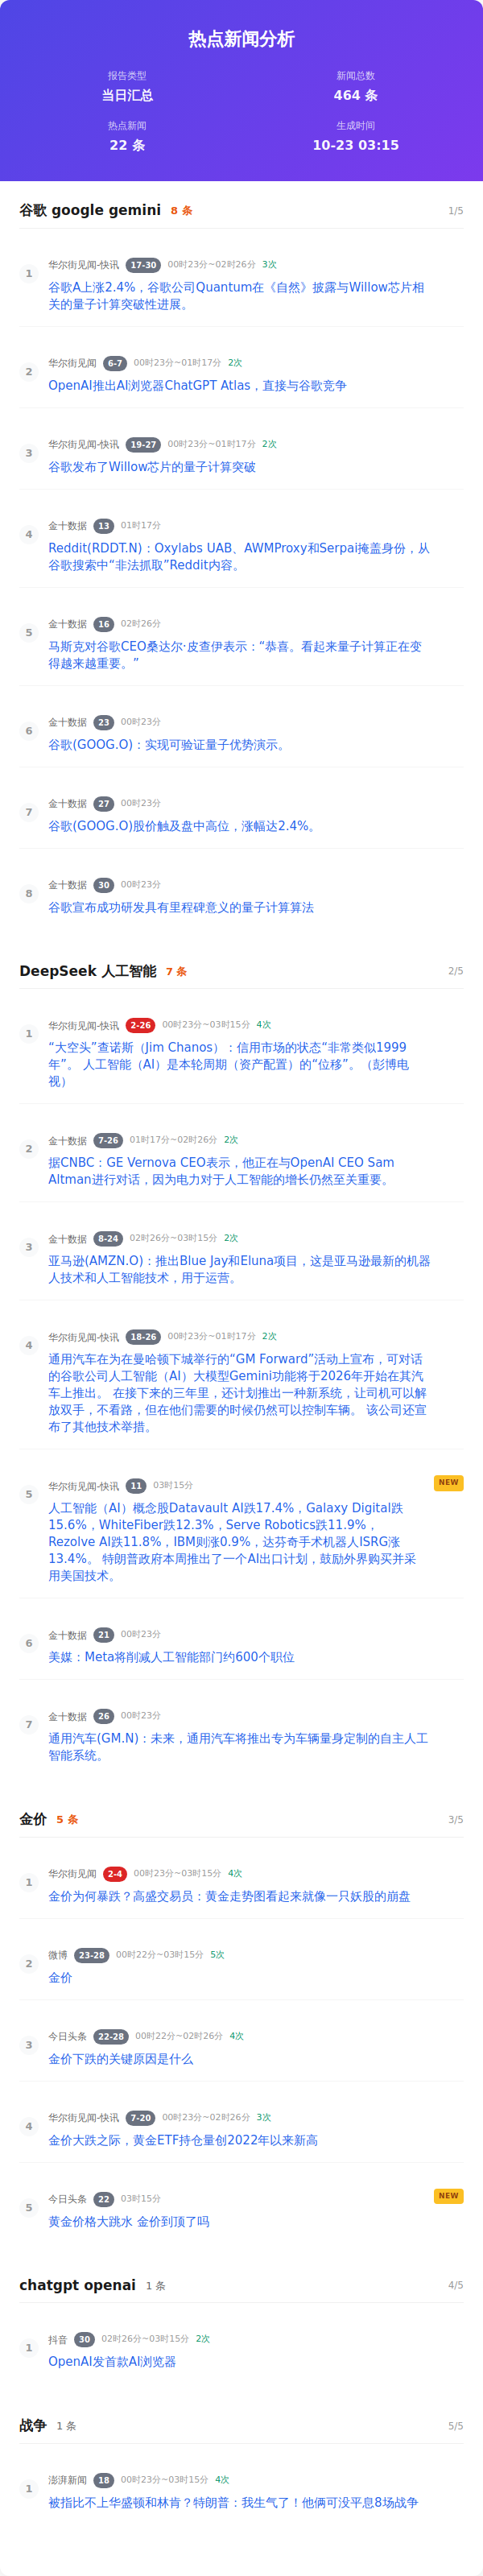 热点新闻分析
报告类型
新闻总数
当日汇总
464 条
热点新闻
生成时间
22 条
10-23 03:15
谷歌 google gemini 8 条 1/5
1
华尔街见闻-快讯 17-30 00时23分~02时26分 3次
谷歌A上涨2.4%，谷歌公司Quantum在《自然》披露与Willow芯片相
关的量子计算突破性进展。
2
华尔街见闻 6-7 00时23分~01时17分 2次
OpenAI推出AI浏览器ChatGPT Atlas，直接与谷歌竞争
3
华尔街见闻-快讯 19-27 00时23分~01时17分 2次
谷歌发布了Willow芯片的量子计算突破
4
金十数据 13 01时17分
Reddit(RDDT.N)：Oxylabs UAB、AWMProxy和Serpai掩盖身份，从
谷歌搜索中“非法抓取”Reddit内容。
5
金十数据 16 02时26分
马斯克对谷歌CEO桑达尔·皮查伊表示：“恭喜。看起来量子计算正在变
得越来越重要。”
6
金十数据 23 00时23分
谷歌(GOOG.O)：实现可验证量子优势演示。
7
金十数据 27 00时23分
谷歌(GOOG.O)股价触及盘中高位，涨幅达2.4%。
8
金十数据 30 00时23分
谷歌宣布成功研发具有里程碑意义的量子计算算法
DeepSeek 人工智能 7 条 2/5
1
华尔街见闻-快讯 2-26 00时23分~03时15分 4次
“大空头”查诺斯（Jim Chanos）：信用市场的状态“非常类似1999
年”。 人工智能（AI）是本轮周期（资产配置）的“位移”。（彭博电
视）
2
金十数据 7-26 01时17分~02时26分 2次
据CNBC：GE Vernova CEO表示，他正在与OpenAI CEO Sam
Altman进行对话，因为电力对于人工智能的增长仍然至关重要。
3
金十数据 8-24 02时26分~03时15分 2次
亚马逊(AMZN.O)：推出Blue Jay和Eluna项目，这是亚马逊最新的机器
人技术和人工智能技术，用于运营。
4
华尔街见闻-快讯 18-26 00时23分~01时17分 2次
通用汽车在为在曼哈顿下城举行的“GM Forward”活动上宣布，可对话
的谷歌公司人工智能（AI）大模型Gemini功能将于2026年开始在其汽
车上推出。 在接下来的三年里，还计划推出一种新系统，让司机可以解
放双手，不看路，但在他们需要的时候仍然可以控制车辆。 该公司还宣
布了其他技术举措。
5
华尔街见闻-快讯 11 03时15分
NEW
人工智能（AI）概念股Datavault AI跌17.4%，Galaxy Digital跌
15.6%，WhiteFiber跌12.3%，Serve Robotics跌11.9%，
Rezolve AI跌11.8%，IBM则涨0.9%，达芬奇手术机器人ISRG涨
13.4%。 特朗普政府本周推出了一个AI出口计划，鼓励外界购买并采
用美国技术。
6
金十数据 21 00时23分
美媒：Meta将削减人工智能部门约600个职位
7
金十数据 26 00时23分
通用汽车(GM.N)：未来，通用汽车将推出专为车辆量身定制的自主人工
智能系统。
金价 5 条 3/5
1
华尔街见闻 2-4 00时23分~03时15分 4次
金价为何暴跌？高盛交易员：黄金走势图看起来就像一只妖股的崩盘
2
微博 23-28 00时22分~03时15分 5次
金价
3
今日头条 22-28 00时22分~02时26分 4次
金价下跌的关键原因是什么
4
华尔街见闻-快讯 7-20 00时23分~02时26分 3次
金价大跌之际，黄金ETF持仓量创2022年以来新高
5
今日头条 22 03时15分
NEW
黄金价格大跳水 金价到顶了吗
chatgpt openai 1 条 4/5
1
抖音 30 02时26分~03时15分 2次
OpenAI发首款AI浏览器
战争 1 条 5/5
1
澎湃新闻 18 00时23分~03时15分 4次
被指比不上华盛顿和林肯？特朗普：我生气了！他俩可没平息8场战争